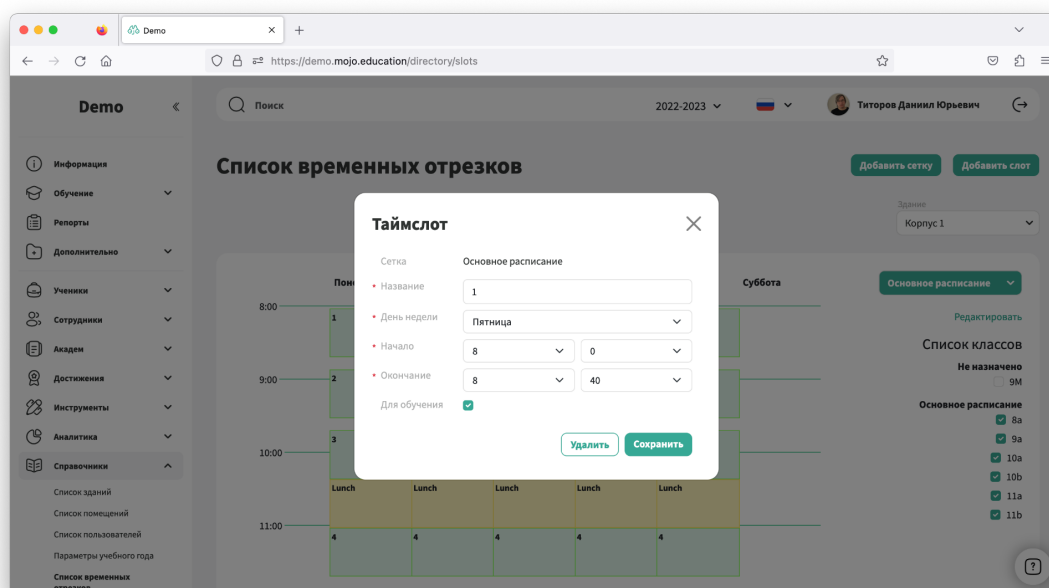 Demo
https://demo.mojo.education/directory/slots
Demo
Поиск
2022-2023
Титоров Даниил Юрьевич
Информация
Обучение
Репорты
Дополнительно
Ученики
Сотрудники
Академ
Достижения
Инструменты
Аналитика
Справочники
Список зданий
Список помещений
Список пользователей
Параметры учебного года
Список временных
отрезков
Список временных отрезков
Добавить сетку
Добавить слот
Здание
Корпус 1
Таймслот
Сетка Основное расписание
• Название 1
• День недели Пятница
• Начало 8 0
• Окончание 8 40
Для обучения
Удалить Сохранить
Суббота
8:00
1
9:00
2
3
10:00
Lunch Lunch Lunch Lunch Lunch
11:00
4 4 4 4 4
Основное расписание
Редактировать
Список классов
Не назначено
9М
Основное расписание
8a
9a
10a
10b
11a
11b
?